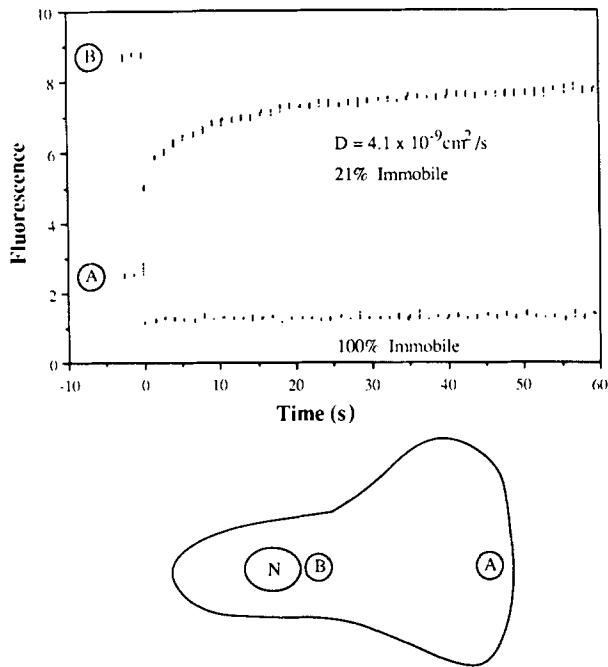 10
B
8
6
D = 4.1 x 10⁻⁹cm²/s
21% Immobile
4
A
2
100% Immobile
0
-10 0 10 20 30 40 50 60
Fluorescence
Time (s)
N B A